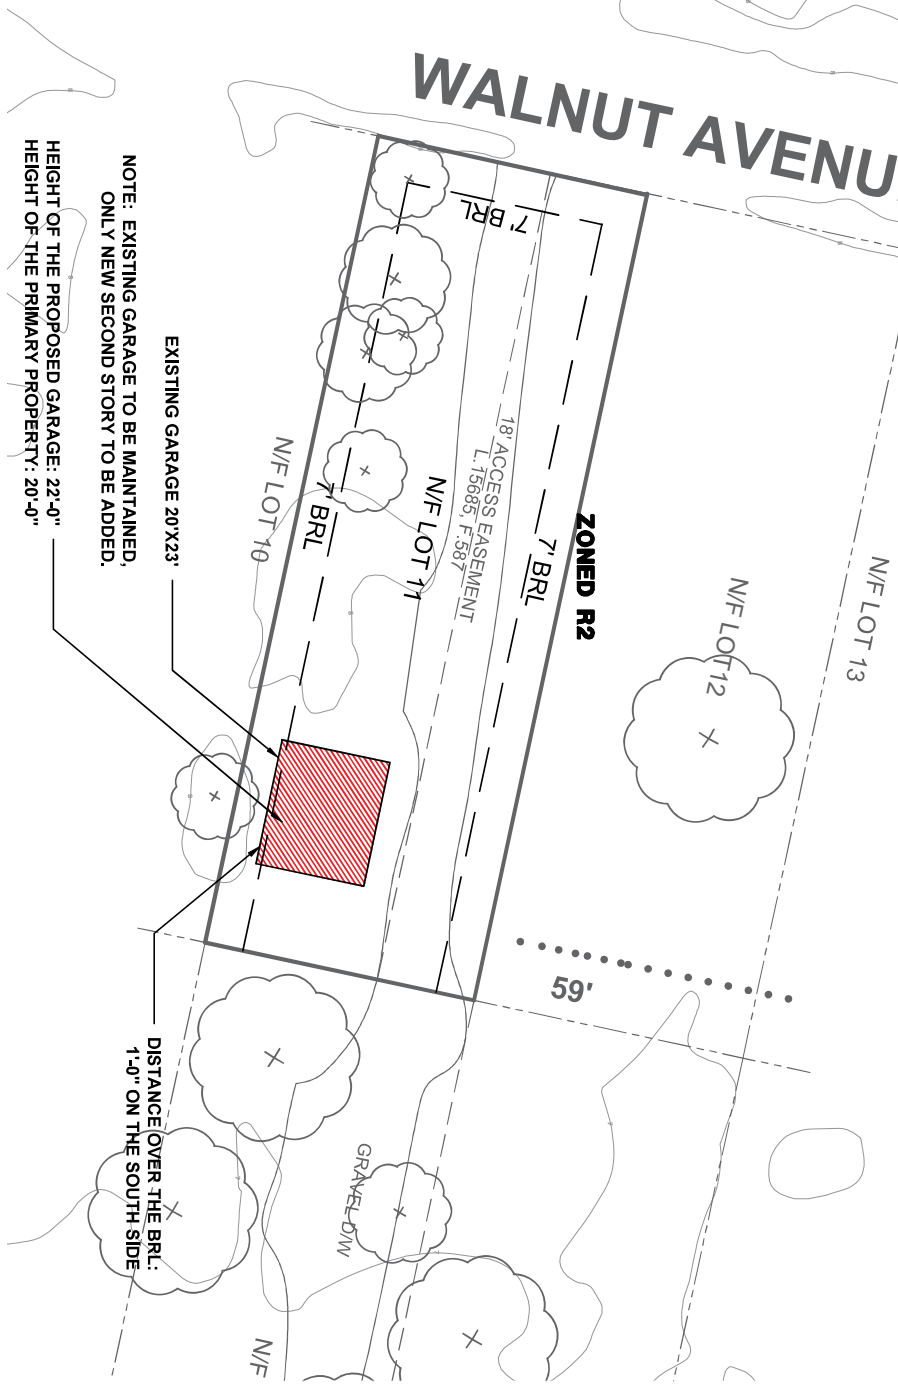 WALNUT AVENU
7' BRL
18' ACCESS EASEMENT
L.15685, F.587
7' BRL
ZONED R2
N/F LOT 11
7' BRL
N/F LOT 10
N/F LOT 12
N/F LOT 13
EXISTING GARAGE 20'X23'
NOTE: EXISTING GARAGE TO BE MAINTAINED,
ONLY NEW SECOND STORY TO BE ADDED.
HEIGHT OF THE PROPOSED GARAGE: 22'-0"
HEIGHT OF THE PRIMARY PROPERTY: 20'-0"
59'
DISTANCE OVER THE BRL:
1'-0" ON THE SOUTH SIDE
GRAVEL D/W
N/F